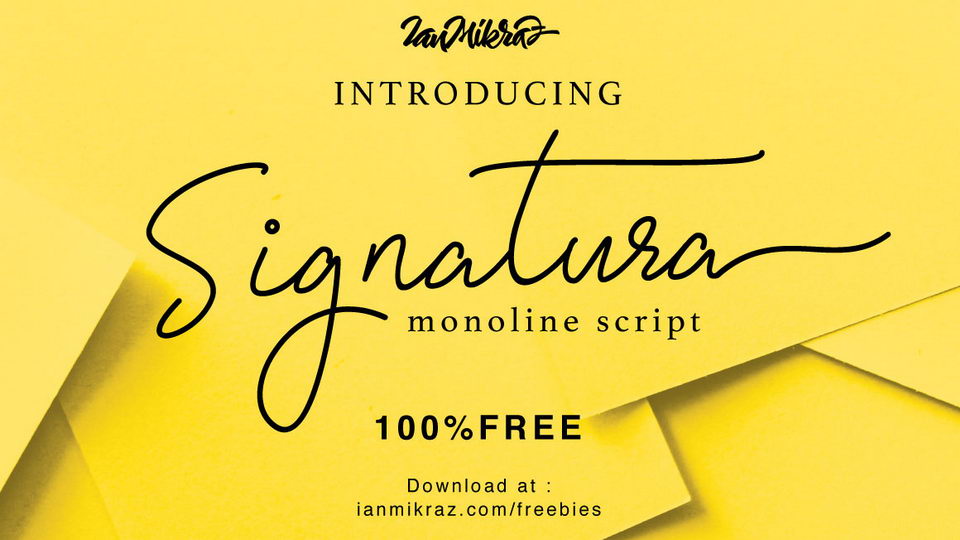 IanMikraz
INTRODUCING
Signatura
monoline script
100%FREE
Download at :
ianmikraz.com/freebies